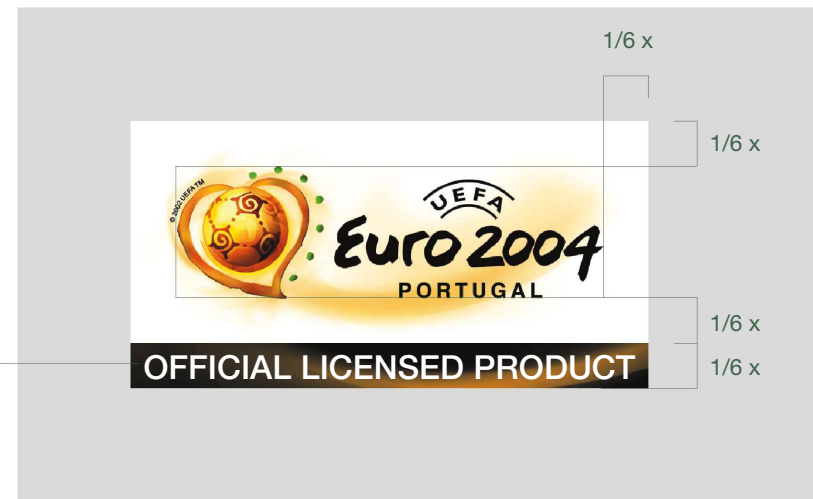 1/6 x
1/6 x
© 2002 UEFA TM
UEFA
Euro 2004
PORTUGAL
1/6 x
OFFICIAL LICENSED PRODUCT
1/6 x